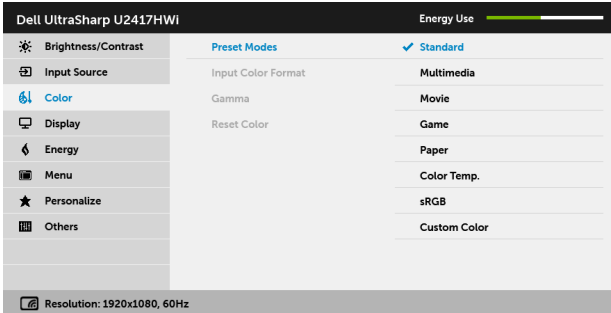 Dell UltraSharp U2417HWi
Energy Use
Brightness/Contrast
Preset Modes
Standard
Input Source
Input Color Format
Multimedia
Color
Gamma
Movie
Display
Reset Color
Game
Energy
Paper
Menu
Color Temp.
Personalize
sRGB
Others
Custom Color
Resolution: 1920x1080, 60Hz